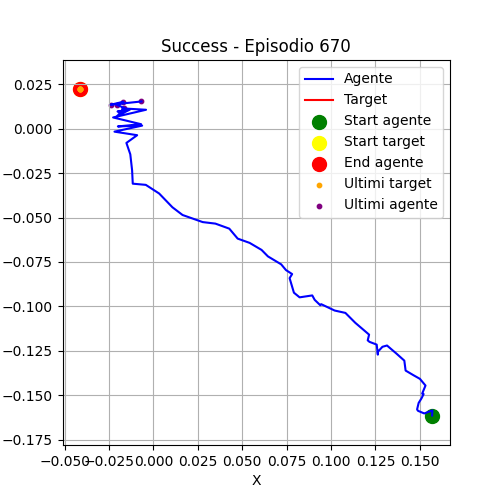 Success - Episodio 670
Agente
Target
Start agente
Start target
End agente
Ultimi target
Ultimi agente
0.025
0.000
−0.025
−0.050
−0.075
−0.100
−0.125
−0.150
−0.175
−0.050 −0.025 0.000 0.025 0.050 0.075 0.100 0.125 0.150
X